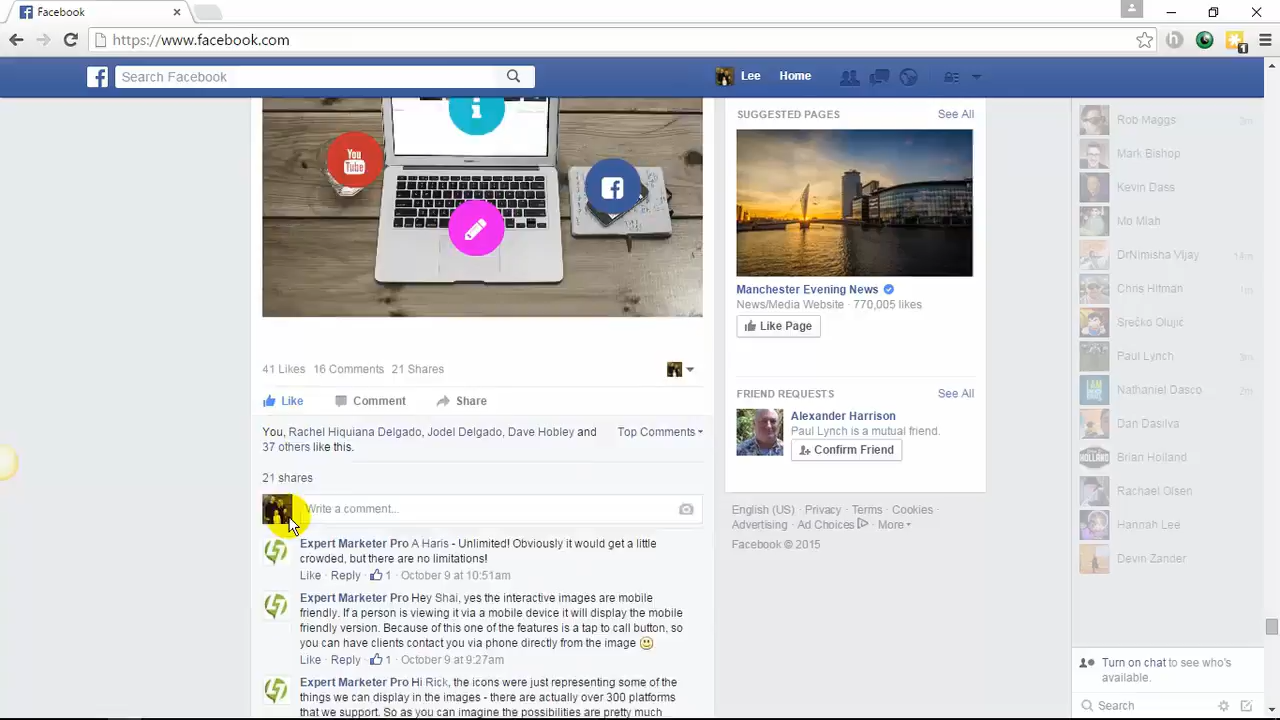 Facebook
https://www.facebook.com
Search Facebook
Lee
Home
You
Tube
41 Likes 16 Comments 21 Shares
Like Comment Share
You, Rachel Hiquiana Delgado, Jodel Delgado, Dave Hobley and
37 others like this.
Top Comments
21 shares
Write a comment...
Expert Marketer Pro A Haris - Unlimited! Obviously it would get a little
crowded, but there are no limitations!
Like · Reply · 1 · October 9 at 10:51am
Expert Marketer Pro Hey Shai, yes the interactive images are mobile
friendly. If a person is viewing it via a mobile device it will display the mobile
friendly version. Because of this one of the features is a tap to call button, so
you can have clients contact you via phone directly from the image
Like · Reply · 1 · October 9 at 9:27am
Expert Marketer Pro Hi Rick, the icons were just representing some of the
things we can display in the images - there are actually over 300 platforms
that we support. So as you can imagine the possibilities are pretty much
SUGGESTED PAGES
See All
Manchester Evening News
News/Media Website · 770,005 likes
Like Page
FRIEND REQUESTS
See All
Alexander Harrison
Paul Lynch is a mutual friend.
Confirm Friend
English (US) · Privacy · Terms · Cookies ·
Advertising · Ad Choices · More
Facebook © 2015
Rob Maggs 3m
Mark Bishop
Kevin Dass
Mo Miah
DrNimisha Vijay 14m
Chris Hitman 1m
Srećko Olujić
Paul Lynch 3m
Nathaniel Dasco 2m
Dan Dasilva
Brian Holland
Rachael Olsen
Hannah Lee
Devin Zander
Turn on chat to see who's
available.
Search